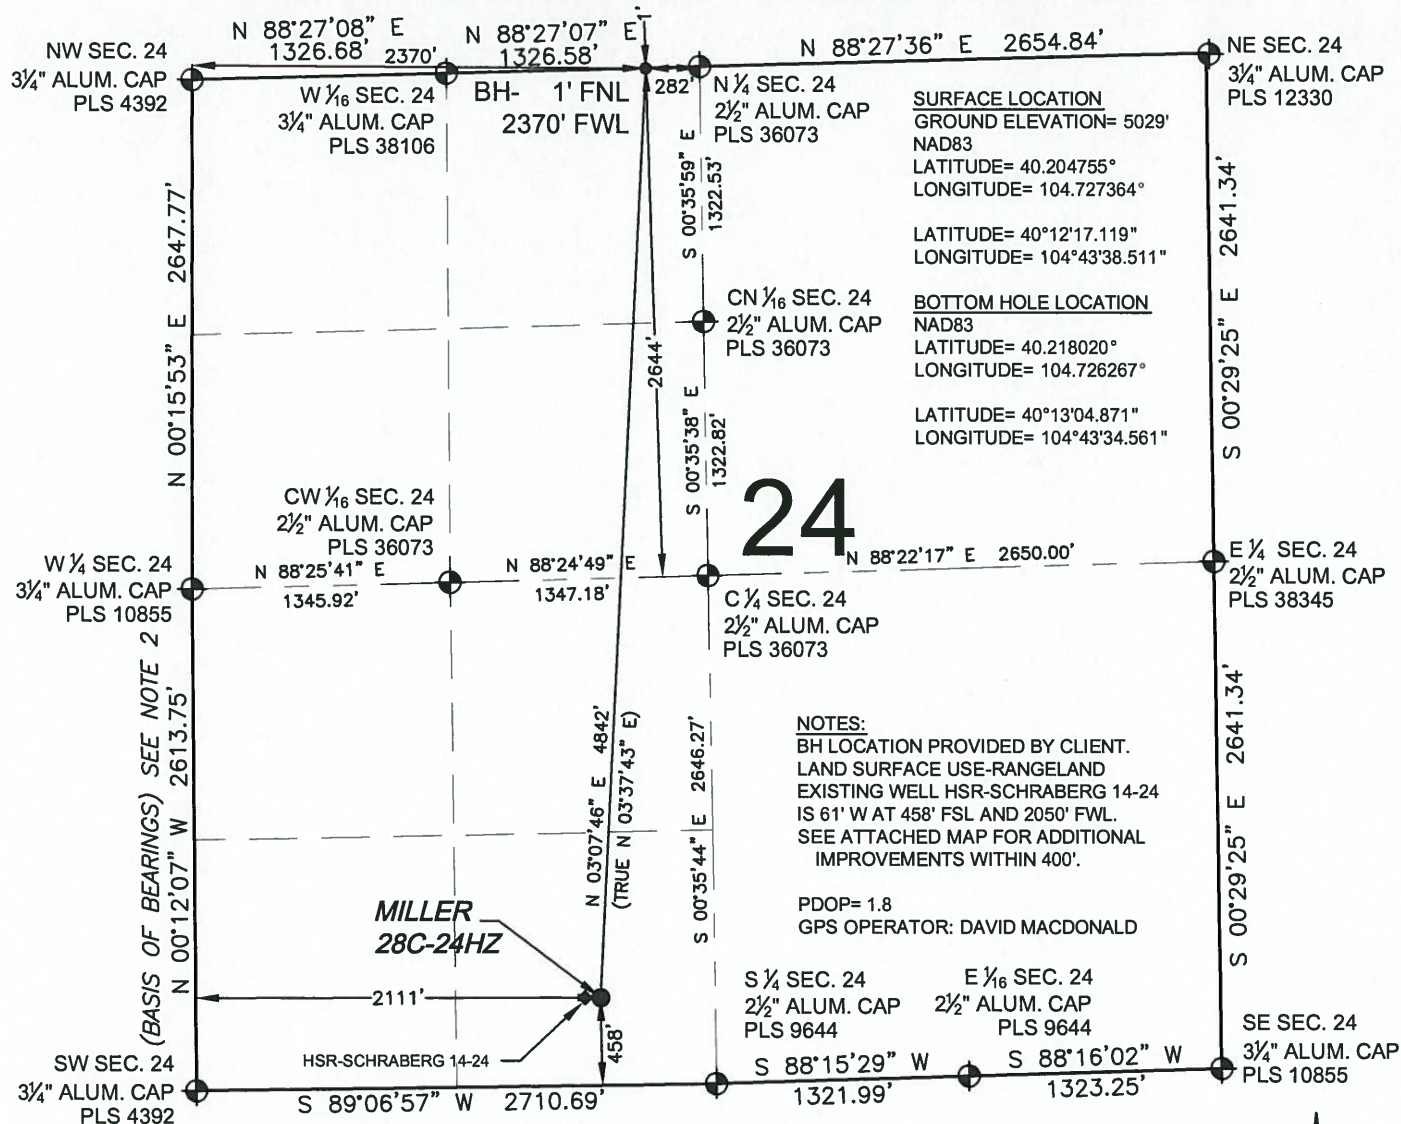 N 88°27'08" E
1326.68'
2370'
N 88°27'07" E
1326.58'
1'
N 88°27'36" E 2654.84'
NW SEC. 24
3¼" ALUM. CAP
PLS 4392
W 1⁄16 SEC. 24
3¼" ALUM. CAP
PLS 38106
BH- 1' FNL
2370' FWL
282'
N ¼ SEC. 24
2½" ALUM. CAP
PLS 36073
NE SEC. 24
3¼" ALUM. CAP
PLS 12330
SURFACE LOCATION
GROUND ELEVATION= 5029'
NAD83
LATITUDE= 40.204755°
LONGITUDE= 104.727364°
LATITUDE= 40°12'17.119"
LONGITUDE= 104°43'38.511"
BOTTOM HOLE LOCATION
NAD83
LATITUDE= 40.218020°
LONGITUDE= 104.726267°
LATITUDE= 40°13'04.871"
LONGITUDE= 104°43'34.561"
N 00°15'53" E 2647.77'
S 00°35'59" E
1322.53'
S 00°29'25" E 2641.34'
CN 1⁄16 SEC. 24
2½" ALUM. CAP
PLS 36073
2644'
S 00°35'38" E
1322.82'
24
CW 1⁄16 SEC. 24
2½" ALUM. CAP
PLS 36073
W ¼ SEC. 24
3¼" ALUM. CAP
PLS 10855
N 88°25'41" E
1345.92'
N 88°24'49" E
1347.18'
N 88°22'17" E 2650.00'
E ¼ SEC. 24
2½" ALUM. CAP
PLS 38345
C ¼ SEC. 24
2½" ALUM. CAP
PLS 36073
(BASIS OF BEARINGS) SEE NOTE 2
N 00°12'07" W 2613.75'
N 03°07'46" E 4842'
(TRUE N 03°37'43" E)
S 00°35'44" E 2646.27'
S 00°29'25" E 2641.34'
NOTES:
BH LOCATION PROVIDED BY CLIENT.
LAND SURFACE USE-RANGELAND
EXISTING WELL HSR-SCHRABERG 14-24
IS 61' W AT 458' FSL AND 2050' FWL.
SEE ATTACHED MAP FOR ADDITIONAL
IMPROVEMENTS WITHIN 400'.
PDOP= 1.8
GPS OPERATOR: DAVID MACDONALD
MILLER
28C-24HZ
2111'
458'
HSR-SCHRABERG 14-24
S ¼ SEC. 24
2½" ALUM. CAP
PLS 9644
E 1⁄16 SEC. 24
2½" ALUM. CAP
PLS 9644
SW SEC. 24
3¼" ALUM. CAP
PLS 4392
S 89°06'57" W 2710.69'
S 88°15'29" W
1321.99'
S 88°16'02" W
1323.25'
SE SEC. 24
3¼" ALUM. CAP
PLS 10855